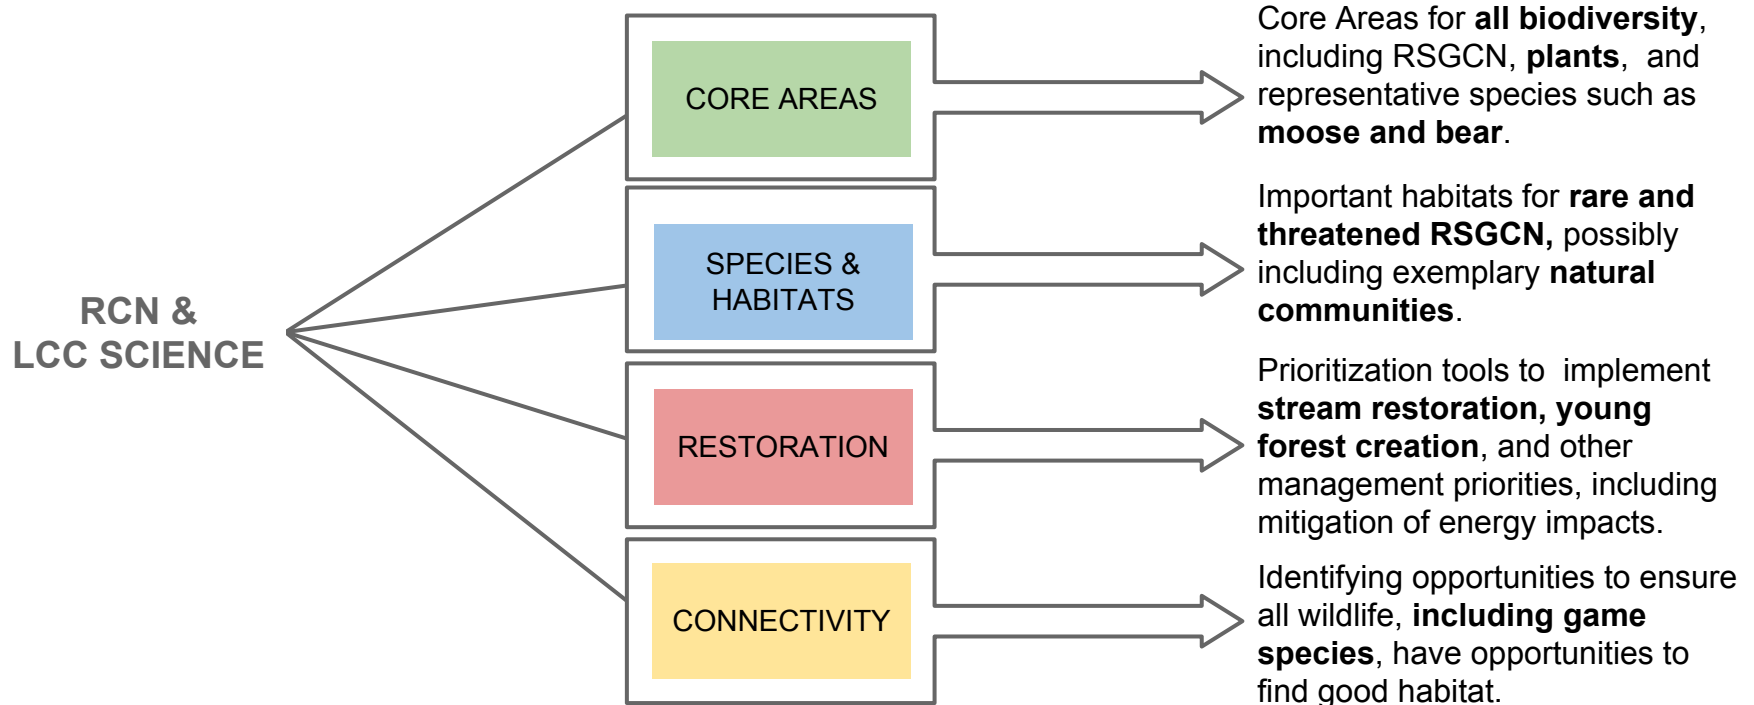 RCN &
LCC SCIENCE
CORE AREAS
Core Areas for all biodiversity,
including RSGCN, plants, and
representative species such as
moose and bear.
SPECIES &
HABITATS
Important habitats for rare and
threatened RSGCN, possibly
including exemplary natural
communities.
RESTORATION
Prioritization tools to implement
stream restoration, young
forest creation, and other
management priorities, including
mitigation of energy impacts.
CONNECTIVITY
Identifying opportunities to ensure
all wildlife, including game
species, have opportunities to
find good habitat.